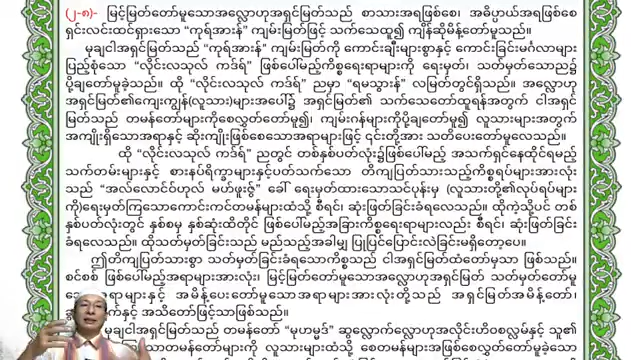 (၂-၈)- မြင့်မြတ်တော်မူသောအလ္လောဟုအရှင်မြတ်သည် စာသားအရဖြစ်စေ၊ အဓိပ္ပာယ်အရဖြစ်စေ
ရှင်းလင်းထင်ရှားသော “ကုရ်အာန်” ကျမ်းမြတ်ဖြင့် သက်သေထူ၍ ကျိန်ဆိုမိန့်တော်မူသည်။
မုချငါအရှင်မြတ်သည် “ကုရ်အာန်” ကျမ်းမြတ်ကို ကောင်းချီးများစွာနှင့် ကောင်းခြင်းမင်္ဂလာများ
ပြည့်စုံသော “လိုင်းလသုလ် ကဒ်ရ်” ဖြစ်ပေါ်မည့်ကိစ္စရေးရာများကို ရေးမှတ်၊ သတ်မှတ်သောည၌
ပို့ချတော်မူခဲ့သည်။ ထို “လိုင်းလသုလ် ကဒ်ရ်” ညမှာ “ရမသွာန်” လမြတ်တွင်ရှိသည်။ အလ္လောဟု
အရှင်မြတ်၏ကျေးကျွန်(လူသား)များအပေါ်၌ အရှင်မြတ်၏ သက်သေတော်ထူရန်အတွက် ငါအရှင်
မြတ်သည် တမန်တော်များကိုစေလွှတ်တော်မူ၍၊ ကျမ်းဂန်များကိုပို့ချတော်မူ၍ လူသားများအတွက်
အကျိုးရှိသောအရာနှင့် ဆိုးကျိုးဖြစ်စေသောအရာများဖြင့် ၎င်းတို့အား သတိပေးတော်မူလေသည်။
ထို “လိုင်းလသုလ် ကဒ်ရ်” ညတွင် တစ်နှစ်ပတ်လုံး၌ဖြစ်ပေါ်မည့် အသက်ရှင်နေထိုင်ရမည့်
သက်တမ်းများနှင့် စားနပ်ရိက္ခာများနှင့်ပတ်သက်သော တိကျပြတ်သားသည့်ကိစ္စရပ်များအားလုံး
သည် “အလ်လောင်ဝ်ဟုလ် မဟ်ဖူးဇွ်” ခေါ် ရေးမှတ်ထားသောသင်ပုန်းမှ (လူသားတို့၏လုပ်ရပ်များ
ကို)ရေးမှတ်ကြသောကောင်းကင်တမန်များထံသို့ စီရင်၊ ဆုံးဖြတ်ခြင်းခံရလေသည်။ ထိုကဲ့သို့ပင် တစ်
နှစ်ပတ်လုံးတွင် နှစ်စမှ နှစ်ဆုံးထိတိုင် ဖြစ်ပေါ်မည့်အခြားကိစ္စရေးရာများလည်း စီရင်၊ ဆုံးဖြတ်ခြင်း
ခံရလေသည်။ ထိုသတ်မှတ်ခြင်းသည် မည်သည့်အခါမျှ ပြုပြင်ပြောင်းလဲခြင်းမရှိတော့ပေ။
ဤတိကျပြတ်သားစွာ သတ်မှတ်ခြင်းခံရသောကိစ္စသည် ငါအရှင်မြတ်ထံတော်မှသာ ဖြစ်သည်။
စင်စစ် ဖြစ်ပေါ်မည့်အရာများအားလုံး၊ မြင့်မြတ်တော်မူသောအလ္လောဟုအရှင်မြတ် သတ်မှတ်တော်မူ
အရာများနှင့် အမိန့်ပေးတော်မူသောအရာများအားလုံးတို့သည် အရှင်မြတ်အမိန့်တော်၊
နှင့် အသိတော်ဖြင့်သာဖြစ်သည်။
မုချငါအရှင်မြတ်သည် တမန်တော် “မုဟမ္မဒ်” ဆွလ္လောလ္လောဟုအလိုင်းဟိဝစလ္လမ်နှင့် သူ၏
တမန်တော်များကို လူသားများထံသို့ စေတမန်များအဖြစ်စေလွှတ်တော်မူခဲ့သော